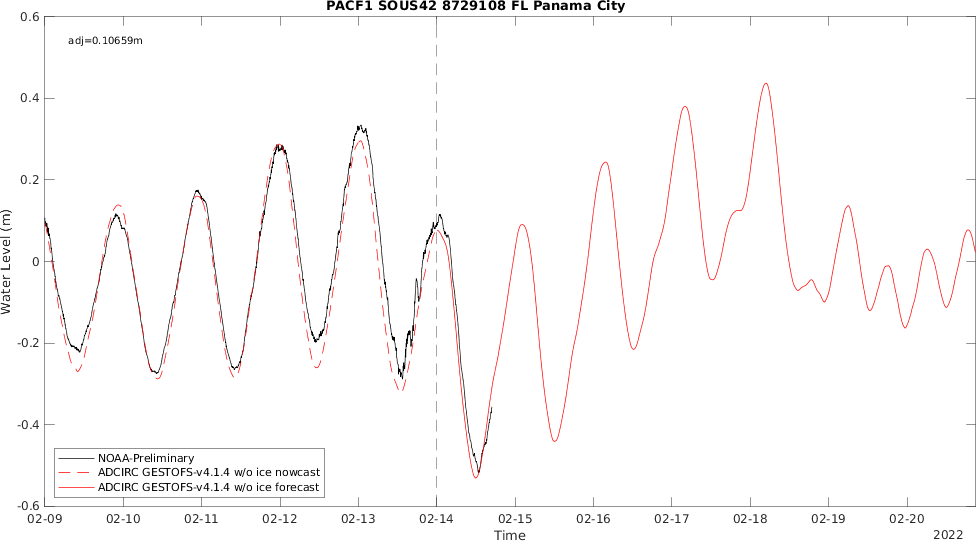 PACF1 SOUS42 8729108 FL Panama City
0.6
adj=0.10659m
0.4
0.2
0
-0.2
-0.4
-0.6
Water Level (m)
NOAA-Preliminary
ADCIRC GESTOFS-v4.1.4 w/o ice nowcast
ADCIRC GESTOFS-v4.1.4 w/o ice forecast
02-09 02-10 02-11 02-12 02-13 02-14 02-15 02-16 02-17 02-18 02-19 02-20
Time
2022